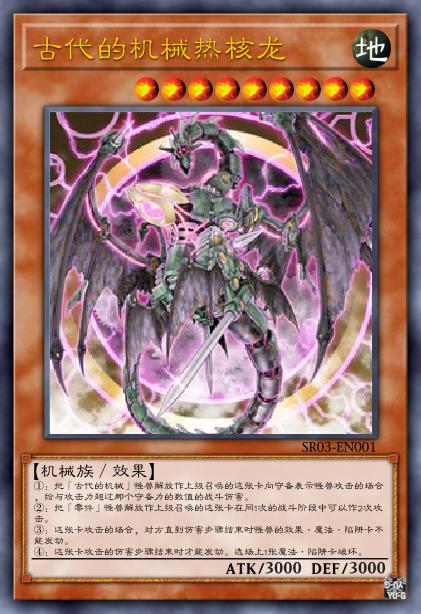 古代的机械热核龙
地
SR03-EN001
【机械族／效果】
①：把「古代的机械」怪兽解放作上级召唤的这张卡向守备表示怪兽攻击的场合
，给与攻击力超过那个守备力的数值的战斗伤害。
②：把「零件」怪兽解放作上级召唤的这张卡在同1次的战斗阶段中可以作2次攻
击。
③：这张卡攻击的场合，对方直到伤害步骤结束时怪兽的效果·魔法·陷阱卡不
能发动。
④：这张卡攻击的伤害步骤结束时才能发动。选场上1张魔法·陷阱卡破坏。
ATK/3000 DEF/3000